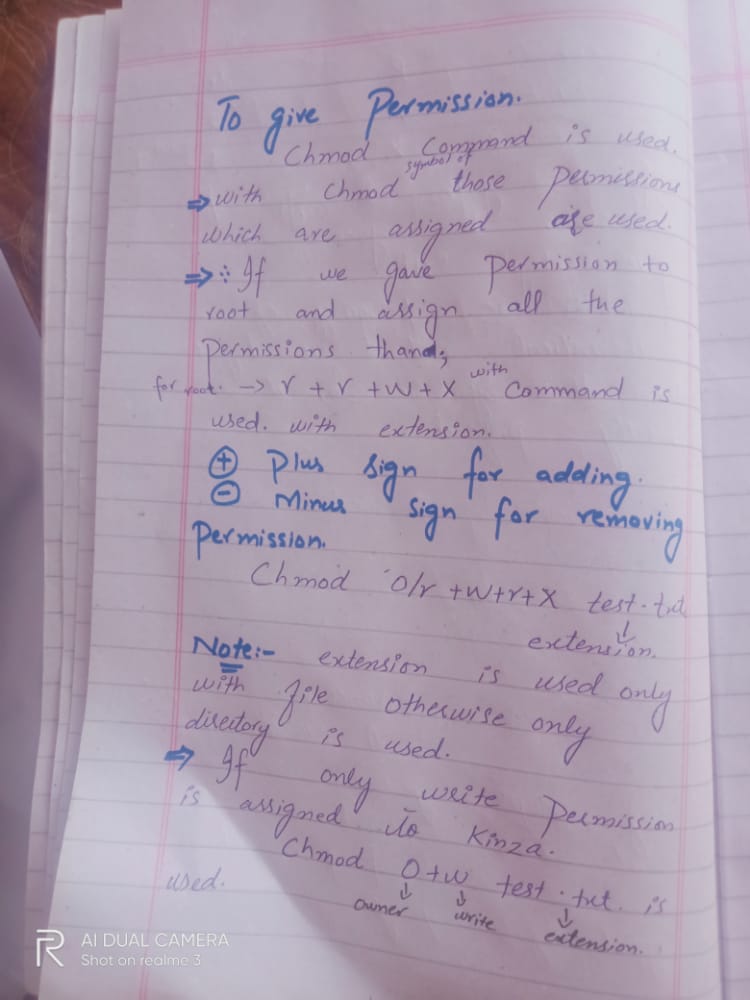 To give Permission.
Chmod Command is used.
symbol of
⇒ with Chmod those Permissions
which are assigned are used.
⇒ ∴ If we gave Permission to
root and assign all the
Permissions thand;
for root. → r + r + w + x with Command is
used. with extension.
⊕ Plus sign for adding.
⊖ Minus sign for removing
Permission.
Chmod O/r +w+r+x test.txt
↓
extension.
Note:- extension is used only
with file otherwise only
directory is used.
⇒ If only write Permission
is assigned to Kinza.
Chmod O+w test.txt. is
used.
↓ ↓ ↓
owner write extension.
R AI DUAL CAMERA
Shot on realme 3